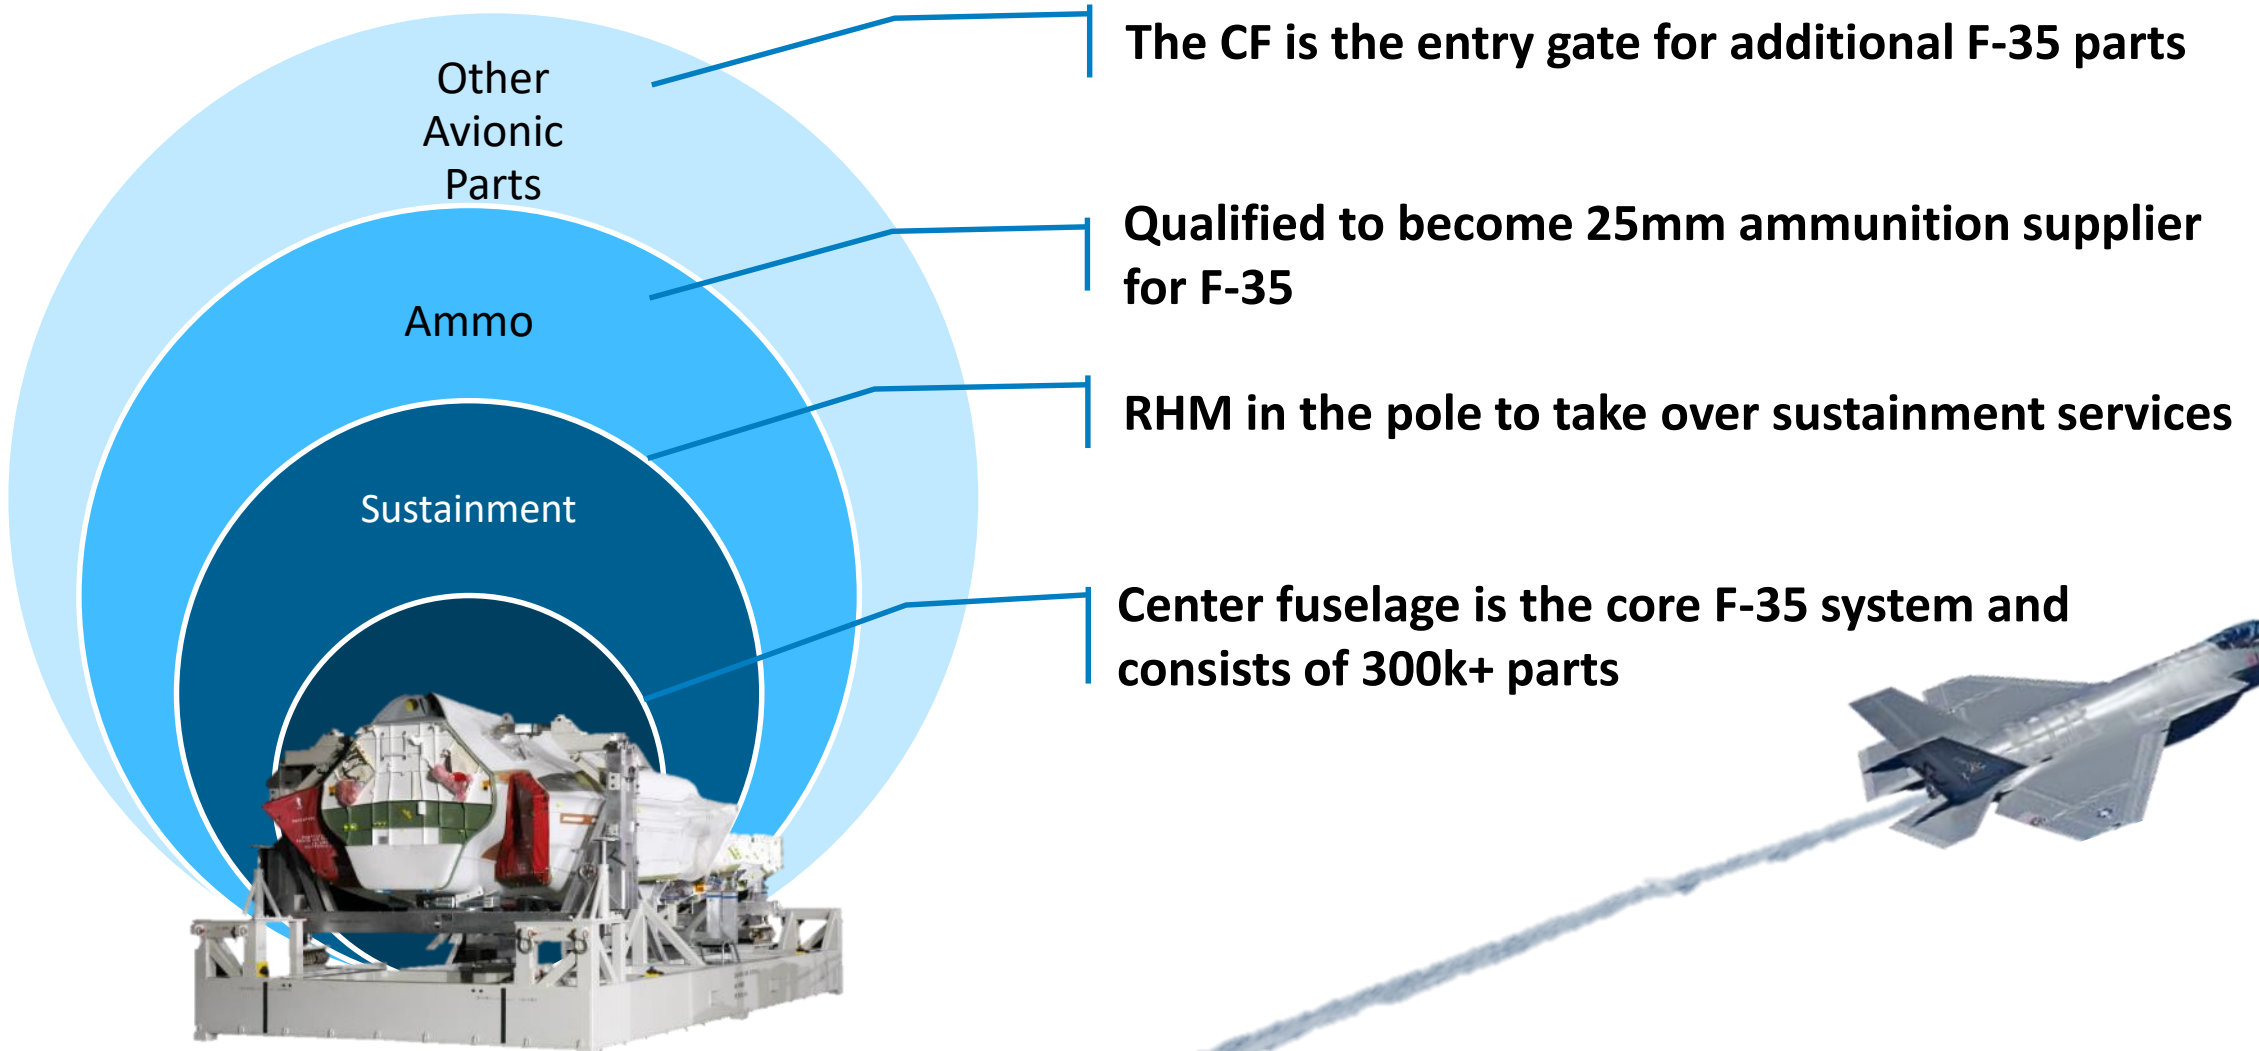 Other
Avionic
Parts
Ammo
Sustainment
The CF is the entry gate for additional F-35 parts
Qualified to become 25mm ammunition supplier
for F-35
RHM in the pole to take over sustainment services
Center fuselage is the core F-35 system and
consists of 300k+ parts